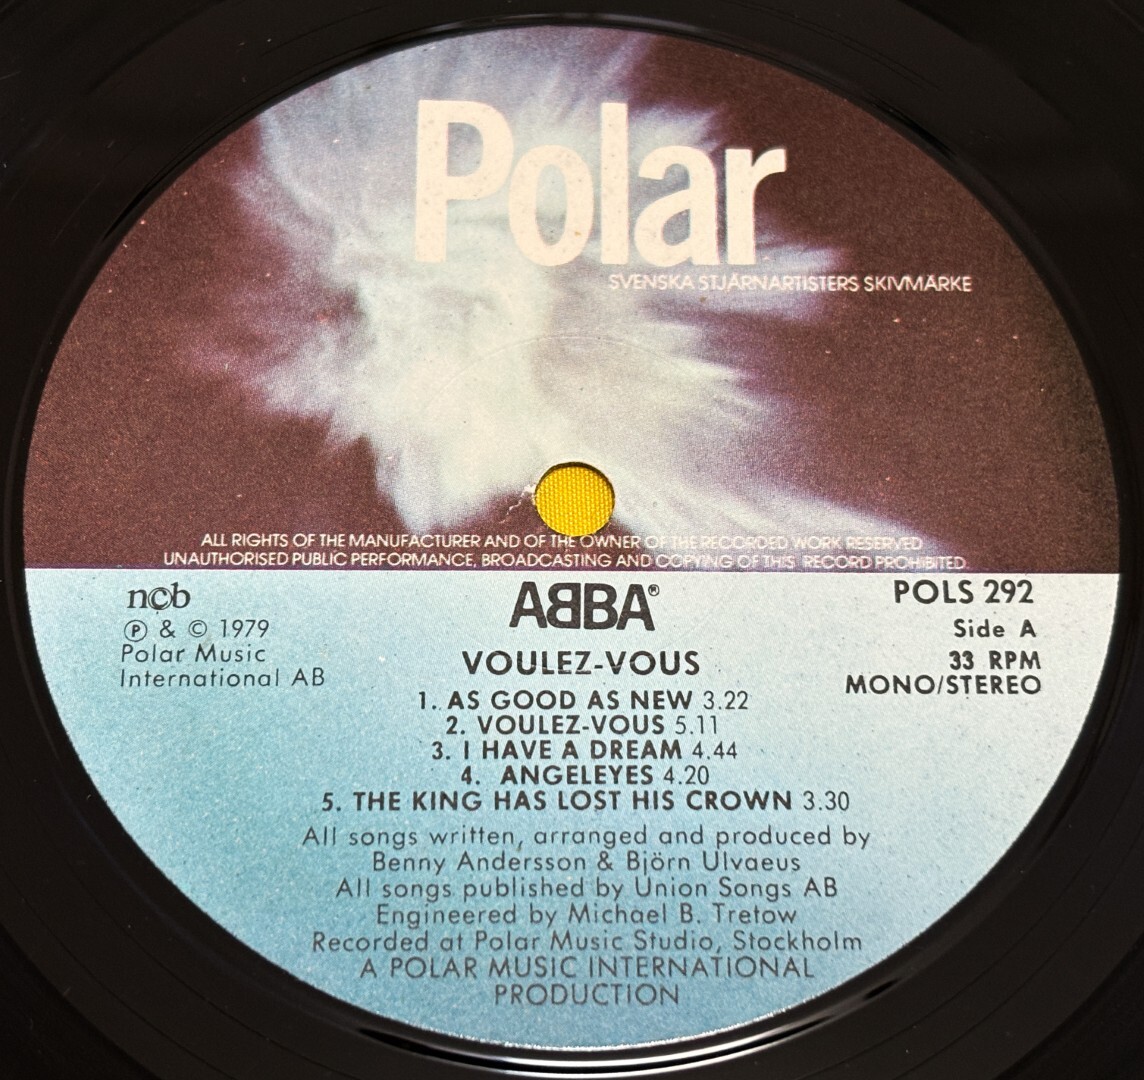 Polar
SVENSKA STJÄRNARTISTERS SKIVMÄRKE
ALL RIGHTS OF THE MANUFACTURER AND OF THE OWNER OF THE RECORDED WORK RESERVED
UNAUTHORISED PUBLIC PERFORMANCE, BROADCASTING AND COPYING OF THIS RECORD PROHIBITED.
ncb
Ⓟ & © 1979
Polar Music
International AB
ABBA®
VOULEZ-VOUS
POLS 292
Side A
33 RPM
MONO/STEREO
1. AS GOOD AS NEW 3.22
2. VOULEZ-VOUS 5.11
3. I HAVE A DREAM 4.44
4. ANGELEYES 4.20
5. THE KING HAS LOST HIS CROWN 3.30
All songs written, arranged and produced by
Benny Andersson & Björn Ulvaeus
All songs published by Union Songs AB
Engineered by Michael B. Tretow
Recorded at Polar Music Studio, Stockholm
A POLAR MUSIC INTERNATIONAL
PRODUCTION